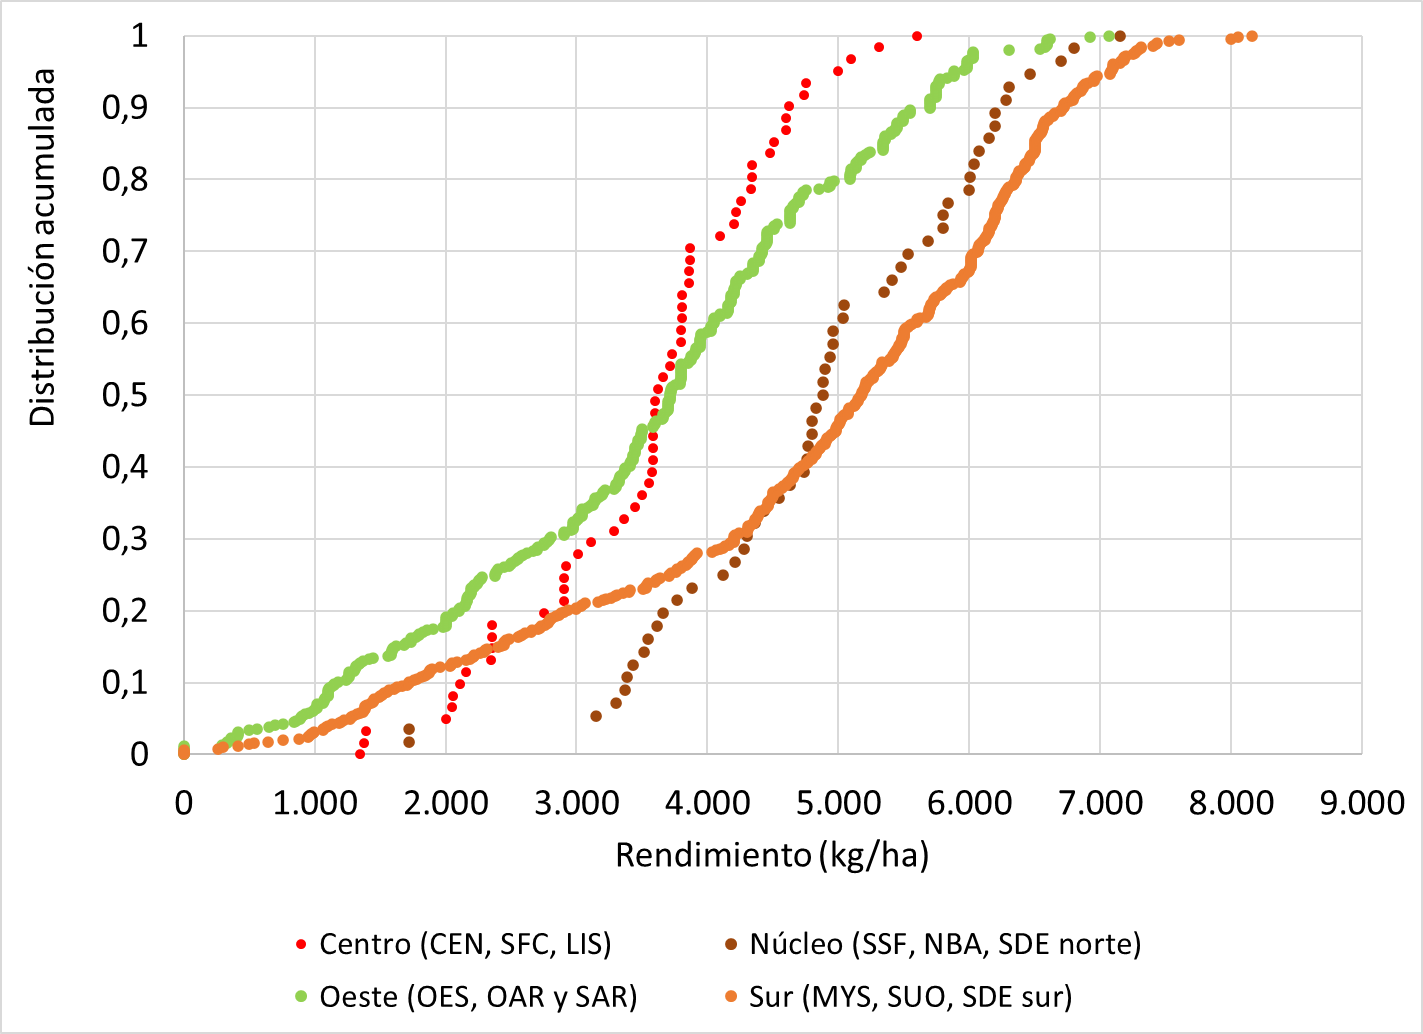 Distribución acumulada
1
0,9
0,8
0,7
0,6
0,5
0,4
0,3
0,2
0,1
0
0 1.000 2.000 3.000 4.000 5.000 6.000 7.000 8.000 9.000
Rendimiento (kg/ha)
Centro (CEN, SFC, LIS) Núcleo (SSF, NBA, SDE norte)
Oeste (OES, OAR y SAR) Sur (MYS, SUO, SDE sur)